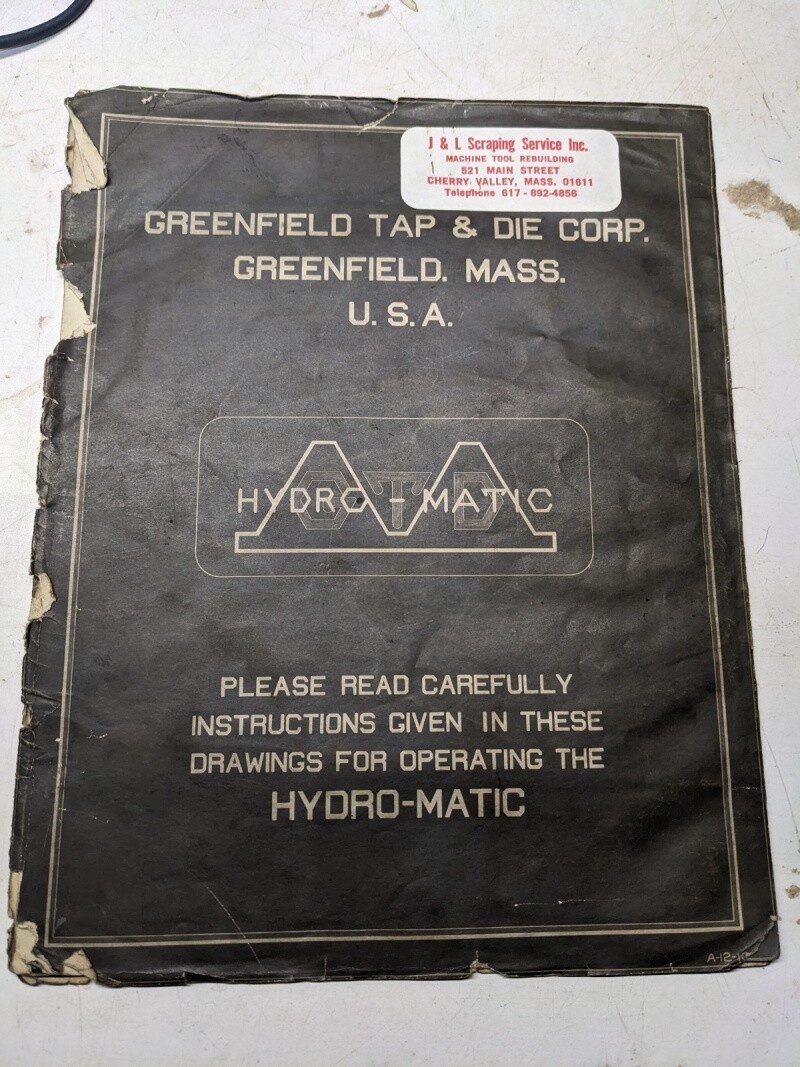 J & L Scraping Service Inc.
MACHINE TOOL REBUILDING
521 MAIN STREET
CHERRY VALLEY, MASS. 01611
Telephone 617 - 892-4856
GREENFIELD TAP & DIE CORP.
GREENFIELD. MASS.
U. S. A.
GTD
HYDRO - MATIC
PLEASE READ CAREFULLY
INSTRUCTIONS GIVEN IN THESE
DRAWINGS FOR OPERATING THE
HYDRO-MATIC